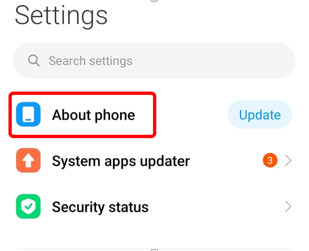 Settings
Search settings
About phone
Update
System apps updater
3
Security status